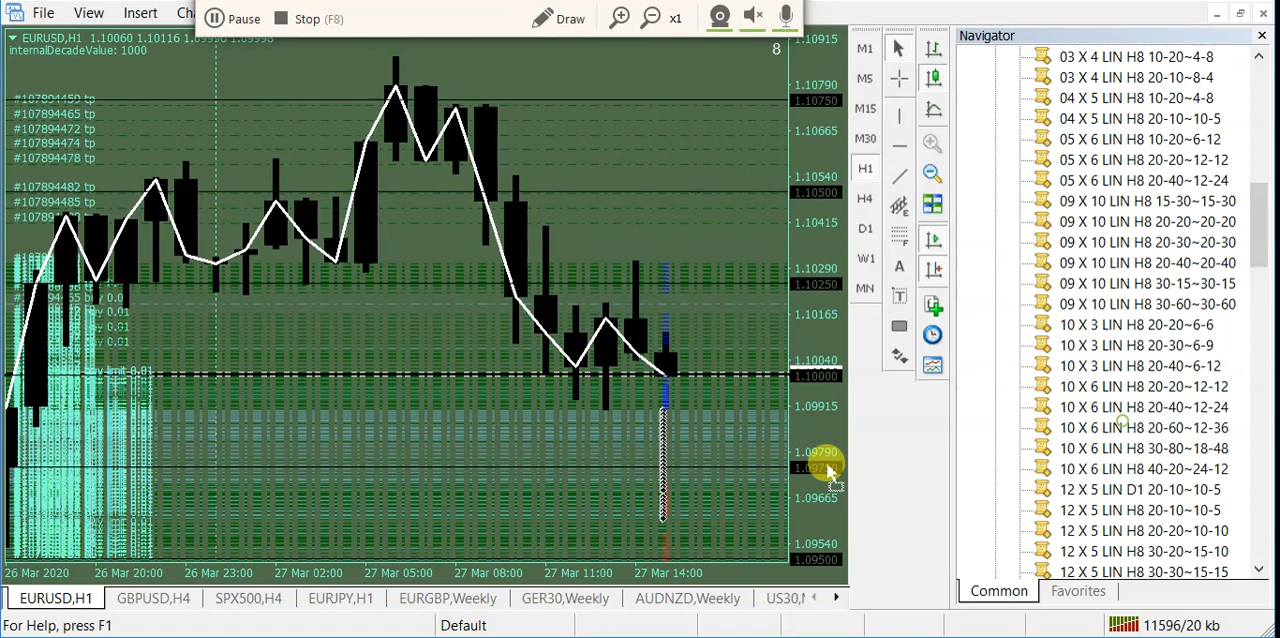 File View Insert Cha
Pause Stop (F8) Draw x1
EURUSD,H1 1.10060 1.10116
internalDecadeValue: 1000
8
#107894459 tp
#107894465 tp
#107894472 tp
#107894474 tp
#107894478 tp
#107894482 tp
#107894485 tp
1.10915
1.10790
1.10750
1.10665
1.10540
1.10500
1.10415
1.10290
1.10250
1.10165
1.10040
1.10000
1.09915
1.09790
1.09665
1.09540
1.09500
26 Mar 2020 26 Mar 20:00 26 Mar 23:00 27 Mar 02:00 27 Mar 05:00 27 Mar 08:00 27 Mar 11:00 27 Mar 14:00
M1
M5
M15
M30
H1
H4
D1
W1
MN
Navigator
03 X 4 LIN H8 10-20~4-8
03 X 4 LIN H8 20-10~8-4
04 X 5 LIN H8 10-20~4-8
04 X 5 LIN H8 20-10~10-5
05 X 6 LIN H8 10-20~6-12
05 X 6 LIN H8 20-20~12-12
05 X 6 LIN H8 20-40~12-24
09 X 10 LIN H8 15-30~15-30
09 X 10 LIN H8 20-20~20-20
09 X 10 LIN H8 20-30~20-30
09 X 10 LIN H8 20-40~20-40
09 X 10 LIN H8 30-15~30-15
09 X 10 LIN H8 30-60~30-60
10 X 3 LIN H8 20-20~6-6
10 X 3 LIN H8 20-30~6-9
10 X 3 LIN H8 20-40~6-12
10 X 6 LIN H8 20-20~12-12
10 X 6 LIN H8 20-40~12-24
10 X 6 LIN H8 20-60~12-36
10 X 6 LIN H8 30-80~18-48
10 X 6 LIN H8 40-20~24-12
12 X 5 LIN D1 20-10~10-5
12 X 5 LIN H8 20-10~10-5
12 X 5 LIN H8 20-20~10-10
12 X 5 LIN H8 30-20~15-10
12 X 5 LIN H8 30-30~15-15
Common Favorites
EURUSD,H1 GBPUSD,H4 SPX500,H4 EURJPY,H1 EURGBP,Weekly GER30,Weekly AUDNZD,Weekly US30,
For Help, press F1 Default 11596/20 kb